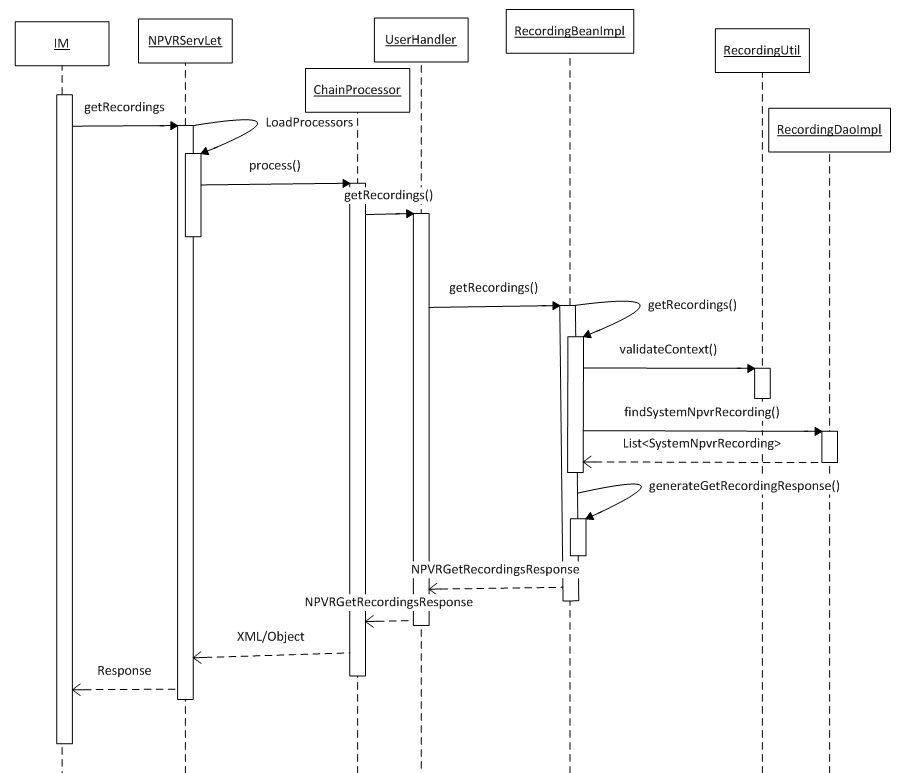 IM
NPVRServLet
UserHandler
RecordingBeanImpl
RecordingUtil
ChainProcessor
RecordingDaoImpl
getRecordings
LoadProcessors
process()
getRecordings()
getRecordings()
getRecordings()
validateContext()
findSystemNpvrRecording()
List<SystemNpvrRecording>
generateGetRecordingResponse()
NPVRGetRecordingsResponse
NPVRGetRecordingsResponse
XML/Object
Response